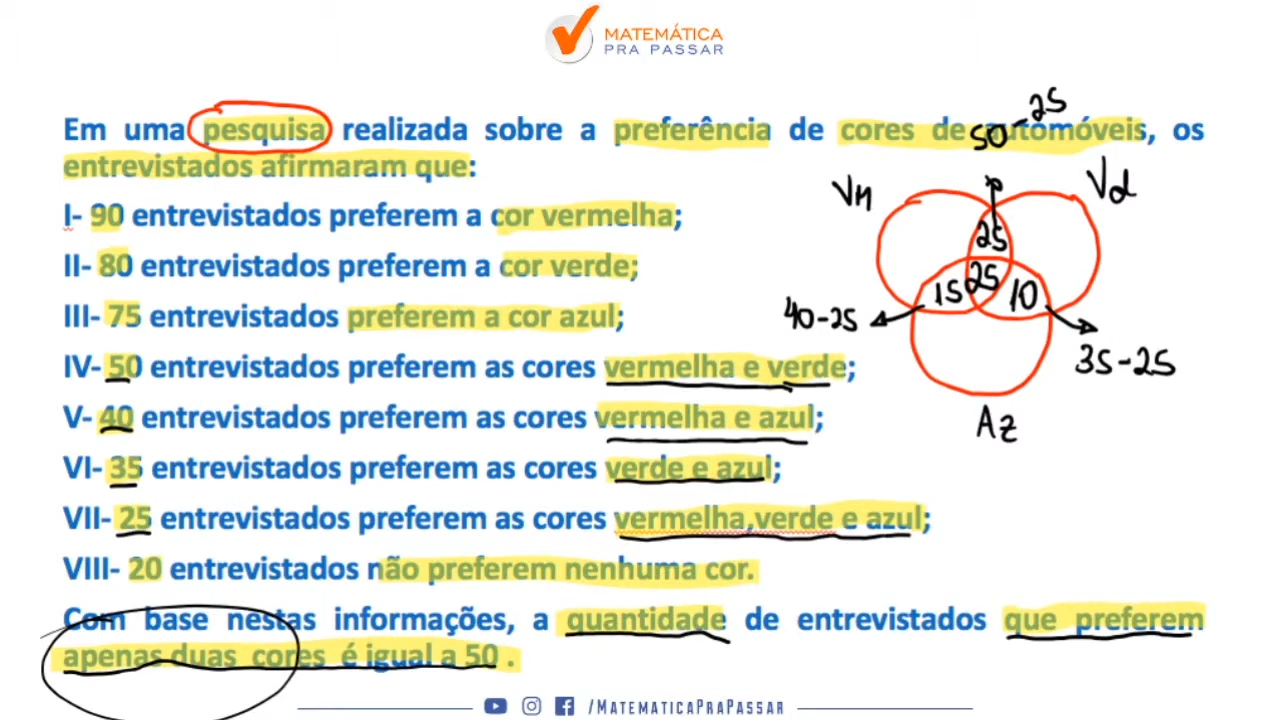 MATEMÁTICA
PRA PASSAR
Em uma pesquisa realizada sobre a preferência de cores de automóveis, os
entrevistados afirmaram que:
I- 90 entrevistados preferem a cor vermelha;
II- 80 entrevistados preferem a cor verde;
III- 75 entrevistados preferem a cor azul;
IV- 50 entrevistados preferem as cores vermelha e verde;
V- 40 entrevistados preferem as cores vermelha e azul;
VI- 35 entrevistados preferem as cores verde e azul;
VII- 25 entrevistados preferem as cores vermelha,verde e azul;
VIII- 20 entrevistados não preferem nenhuma cor.
Com base nestas informações, a quantidade de entrevistados que preferem
apenas duas cores é igual a 50 .
50-25
Vm
Vd
25
25
15
10
40-25
35-25
Az
/MATEMATICAPRAPASSAR